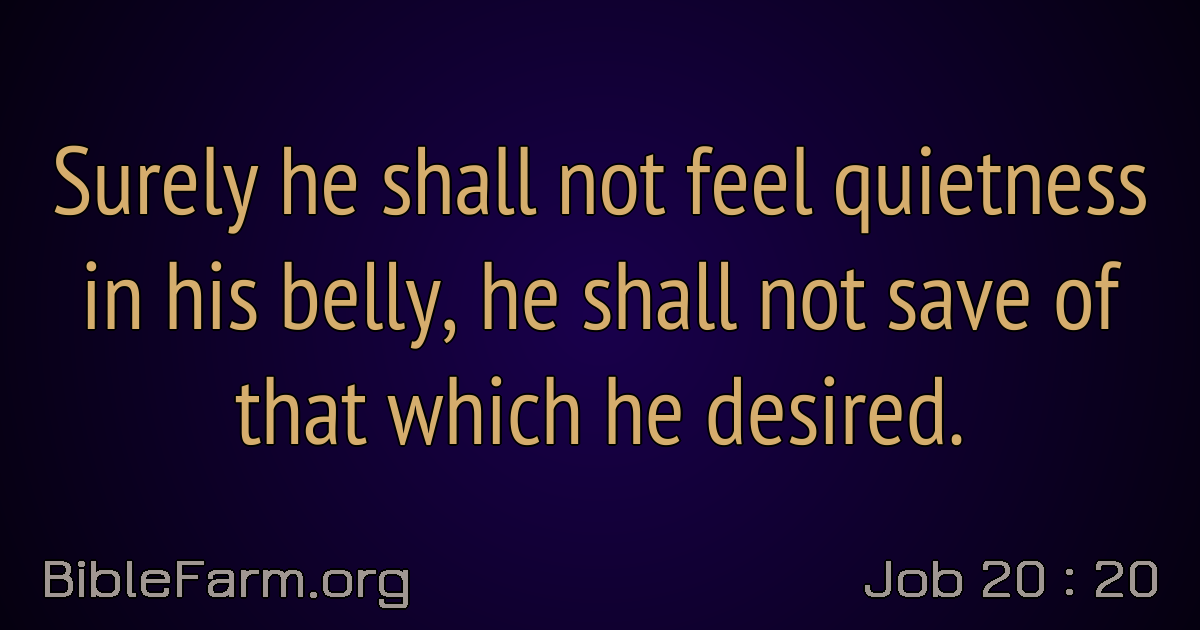 Surely he shall not feel quietness
in his belly, he shall not save of
that which he desired.
BibleFarm.org
Job 20 : 20